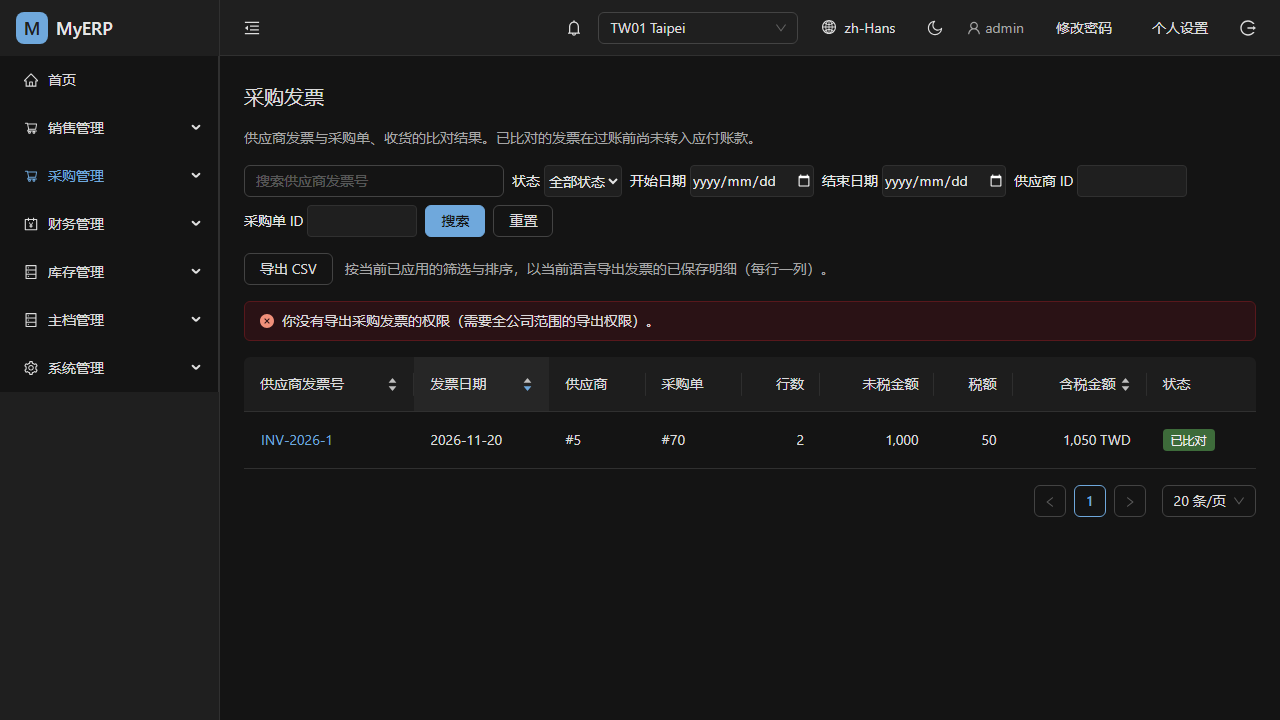 M MyERP
TW01 Taipei
zh-Hans
admin
修改密码
个人设置
首页
销售管理
采购管理
财务管理
库存管理
主档管理
系统管理
采购发票
供应商发票与采购单、收货的比对结果。已比对的发票在过账前尚未转入应付账款。
搜索供应商发票号 状态 全部状态 开始日期 yyyy/mm/dd 结束日期 yyyy/mm/dd 供应商 ID
采购单 ID 搜索 重置
导出 CSV 按当前已应用的筛选与排序，以当前语言导出发票的已保存明细（每行一列）。
你没有导出采购发票的权限（需要全公司范围的导出权限）。
供应商发票号 发票日期 供应商 采购单 行数 未税金额 税额 含税金额 状态
INV-2026-1 2026-11-20 #5 #70 2 1,000 50 1,050 TWD 已比对
1 20 条/页